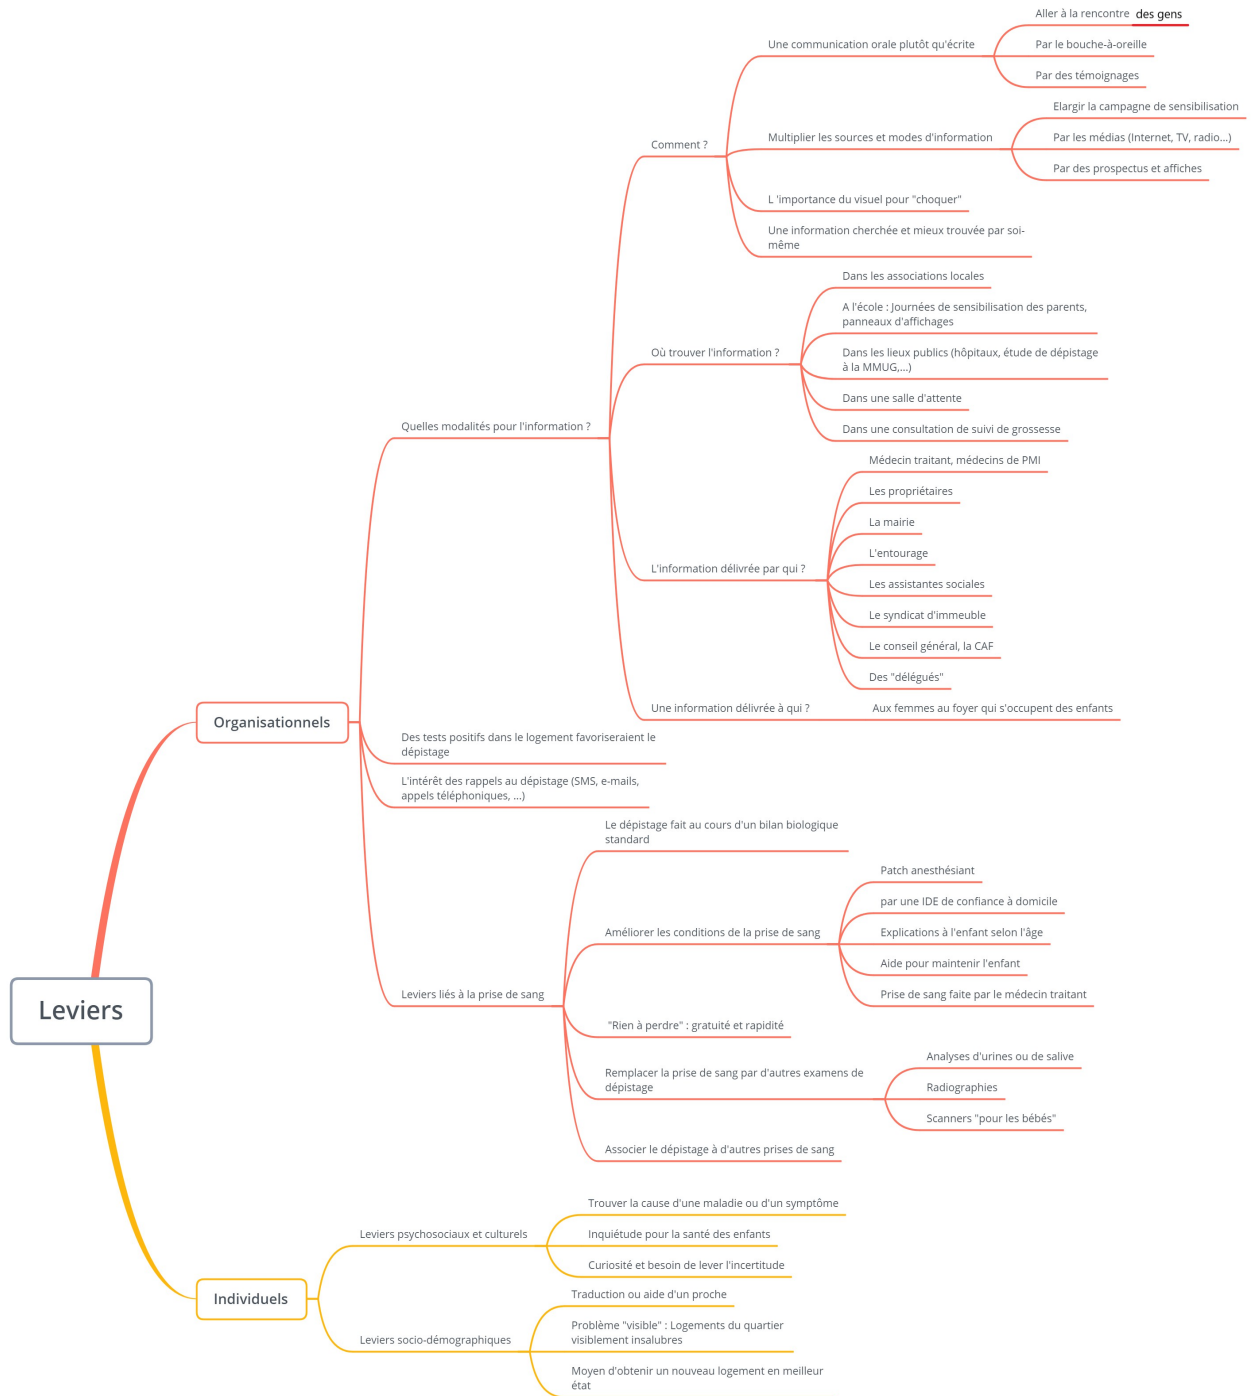 Aller à la rencontre des gens
Une communication orale plutôt qu'écrite
Par le bouche-à-oreille
Par des témoignages
Elargir la campagne de sensibilisation
Comment ?
Multiplier les sources et modes d'information
Par les médias (Internet, TV, radio...)
Par des prospectus et affiches
L 'importance du visuel pour "choquer"
Une information cherchée et mieux trouvée par soi-
même
Dans les associations locales
A l'école : Journées de sensibilisation des parents,
panneaux d'affichages
Où trouver l'information ?
Dans les lieux publics (hôpitaux, étude de dépistage
à la MMUG,...)
Dans une salle d'attente
Quelles modalités pour l'information ?
Dans une consultation de suivi de grossesse
Médecin traitant, médecins de PMI
Les propriétaires
La mairie
L'entourage
L'information délivrée par qui ?
Les assistantes sociales
Le syndicat d'immeuble
Le conseil général, la CAF
Des "délégués"
Une information délivrée à qui ?
Aux femmes au foyer qui s'occupent des enfants
Organisationnels
Des tests positifs dans le logement favoriseraient le
dépistage
L'intérêt des rappels au dépistage (SMS, e-mails,
appels téléphoniques, ...)
Le dépistage fait au cours d'un bilan biologique
standard
Patch anesthésiant
par une IDE de confiance à domicile
Améliorer les conditions de la prise de sang
Explications à l'enfant selon l'âge
Aide pour maintenir l'enfant
Leviers liés à la prise de sang
Prise de sang faite par le médecin traitant
Leviers
"Rien à perdre" : gratuité et rapidité
Analyses d'urines ou de salive
Remplacer la prise de sang par d'autres examens de
dépistage
Radiographies
Scanners "pour les bébés"
Associer le dépistage à d'autres prises de sang
Trouver la cause d'une maladie ou d'un symptôme
Leviers psychosociaux et culturels
Inquiétude pour la santé des enfants
Curiosité et besoin de lever l'incertitude
Individuels
Traduction ou aide d'un proche
Leviers socio-démographiques
Problème "visible" : Logements du quartier
visiblement insalubres
Moyen d'obtenir un nouveau logement en meilleur
état